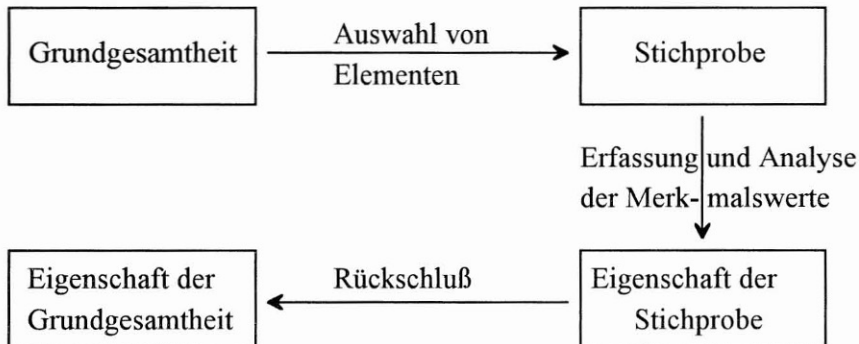 Grundgesamtheit
Auswahl von
Elementen
Stichprobe
Erfassung und Analyse
der Merk- malswerte
Eigenschaft der
Stichprobe
Rückschluß
Eigenschaft der
Grundgesamtheit